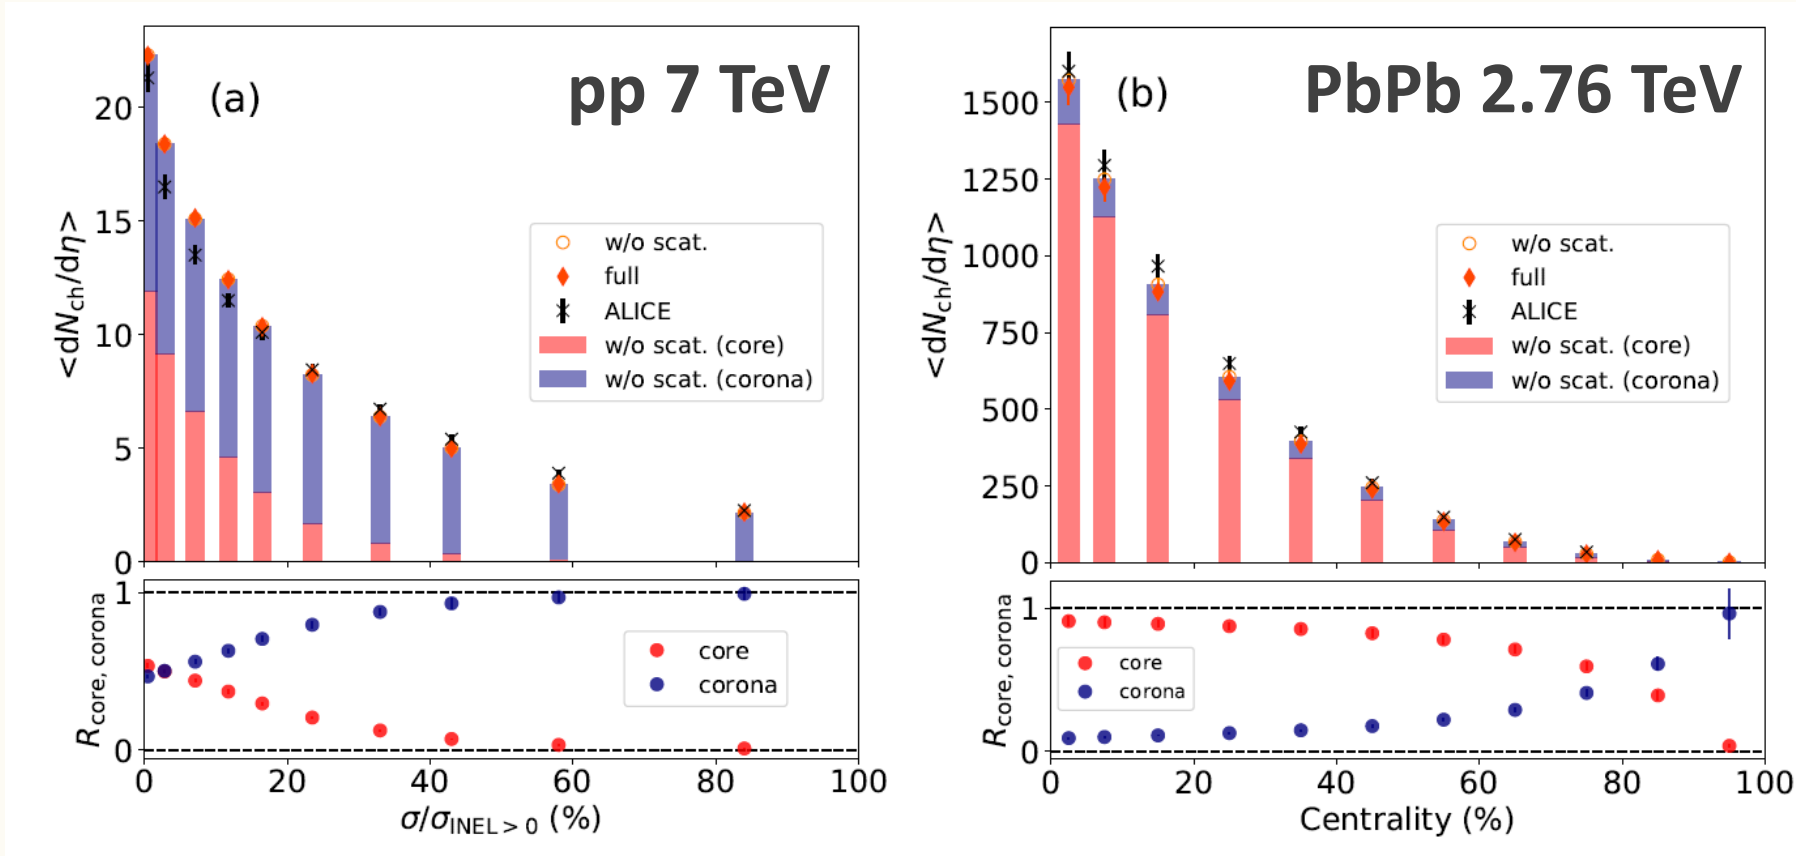 (a)
pp 7 TeV
20
15
10
5
0
<dN_ch/dη>
w/o scat.
full
ALICE
w/o scat. (core)
w/o scat. (corona)
1
0
R_core, corona
core
corona
0 20 40 60 80 100
σ/σ_INEL > 0 (%)
(b)
PbPb 2.76 TeV
1500
1250
1000
750
500
250
0
<dN_ch/dη>
w/o scat.
full
ALICE
w/o scat. (core)
w/o scat. (corona)
1
0
R_core, corona
core
corona
0 20 40 60 80 100
Centrality (%)